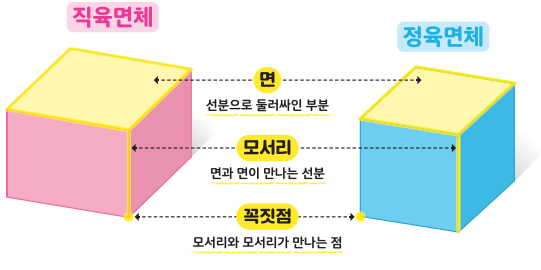 직육면체
정육면체
면
선분으로 둘러싸인 부분
모서리
면과 면이 만나는 선분
꼭짓점
모서리와 모서리가 만나는 점